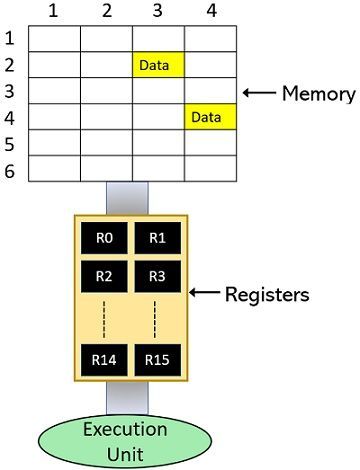 1 2 3 4
1
2 Data
3 Memory
4 Data
5
6
R0 R1
R2 R3
Registers
R14 R15
Execution
Unit